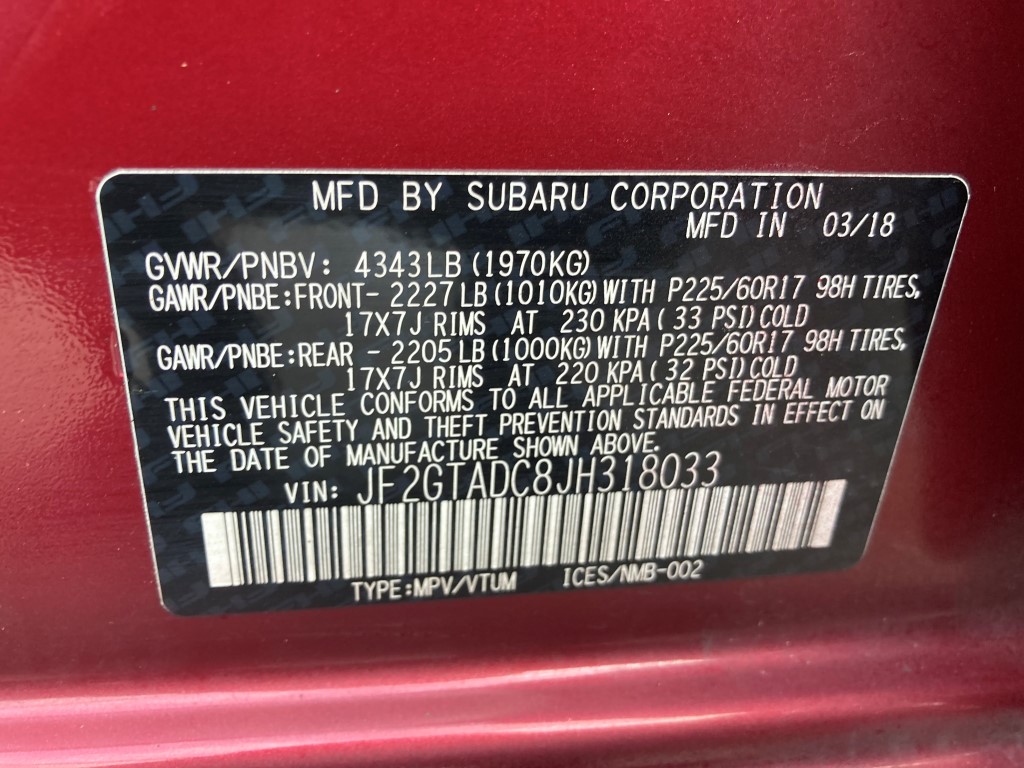 MFD BY SUBARU CORPORATION
MFD IN 03/18
GVWR/PNBV: 4343LB (1970KG)
GAWR/PNBE:FRONT- 2227LB (1010KG) WITH P225/60R17 98H TIRES,
17X7J RIMS AT 230 KPA ( 33 PSI) COLD
GAWR/PNBE:REAR - 2205LB (1000KG) WITH P225/60R17 98H TIRES,
17X7J RIMS AT 220 KPA ( 32 PSI) COLD
THIS VEHICLE CONFORMS TO ALL APPLICABLE FEDERAL MOTOR
VEHICLE SAFETY AND THEFT PREVENTION STANDARDS IN EFFECT ON
THE DATE OF MANUFACTURE SHOWN ABOVE.
VIN: JF2GTADC8JH318033
TYPE:MPV/VTUM ICES/NMB-002